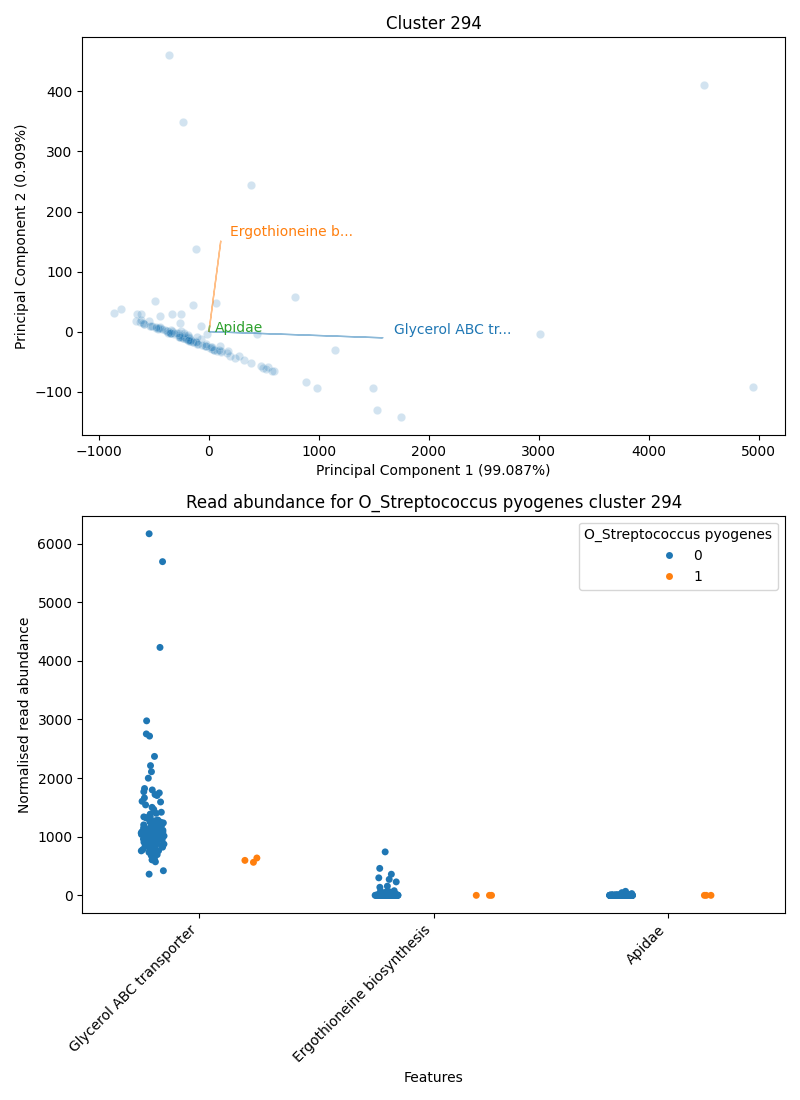 Cluster 294
Principal Component 2 (0.909%)
400
300
200
100
0
−100
Ergothioneine b...
Apidae
Glycerol ABC tr...
−1000
0
1000
2000
3000
4000
5000
Principal Component 1 (99.087%)
Read abundance for O_Streptococcus pyogenes cluster 294
Normalised read abundance
6000
5000
4000
3000
2000
1000
0
O_Streptococcus pyogenes
0
1
Glycerol ABC transporter
Ergothioneine biosynthesis
Apidae
Features